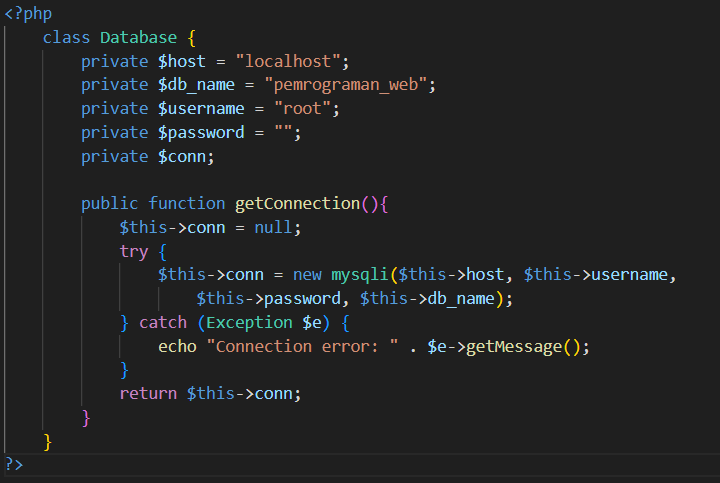 <?php
    class Database {
        private $host = "localhost";
        private $db_name = "pemrograman_web";
        private $username = "root";
        private $password = "";
        private $conn;

        public function getConnection(){
            $this->conn = null;
            try {
                $this->conn = new mysqli($this->host, $this->username,
                    $this->password, $this->db_name);
            } catch (Exception $e) {
                echo "Connection error: " . $e->getMessage();
            }
            return $this->conn;
        }
    }
?>